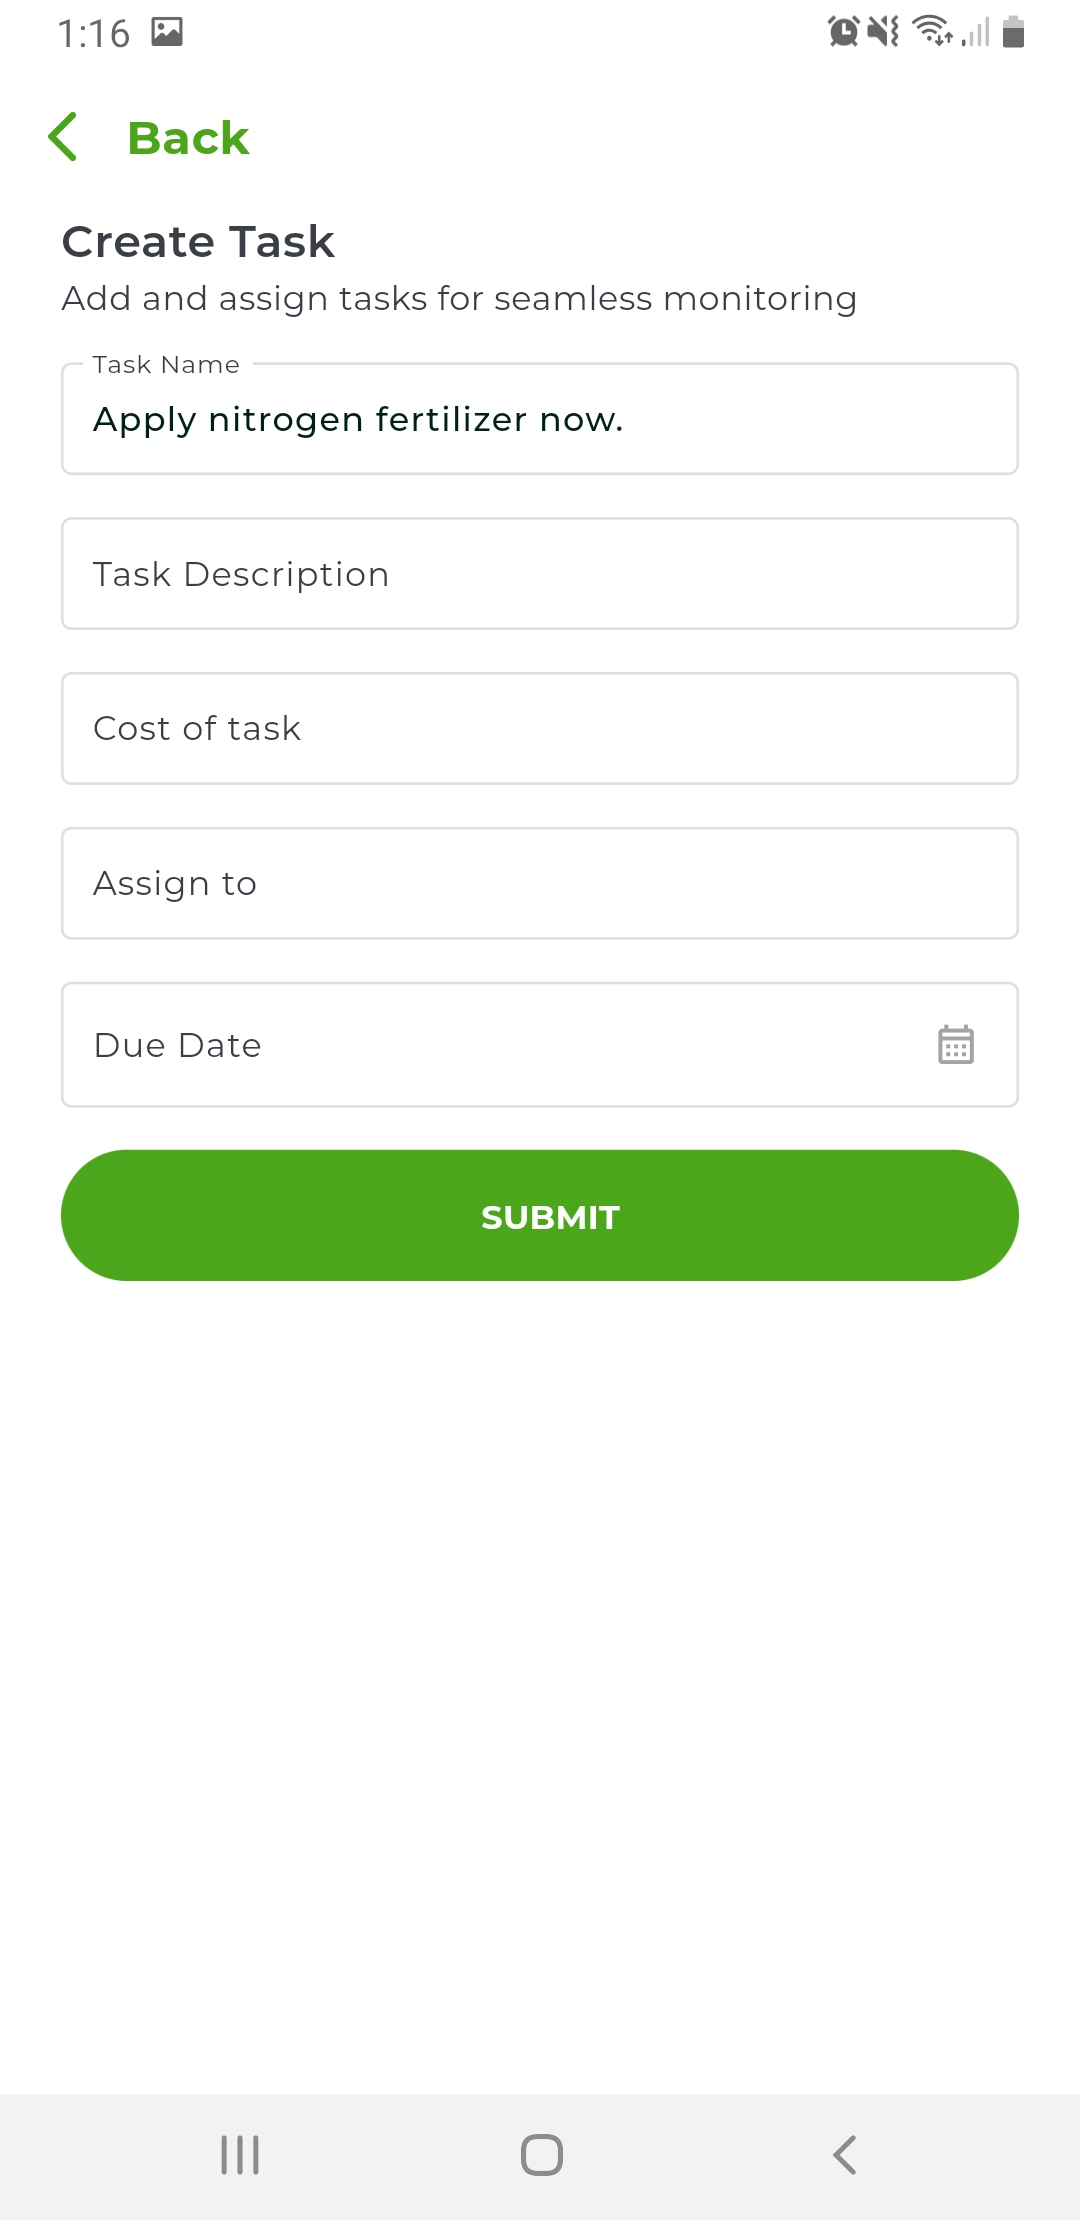 1:16
Back
Create Task
Add and assign tasks for seamless monitoring
Task Name
Apply nitrogen fertilizer now.
Task Description
Cost of task
Assign to
Due Date
SUBMIT